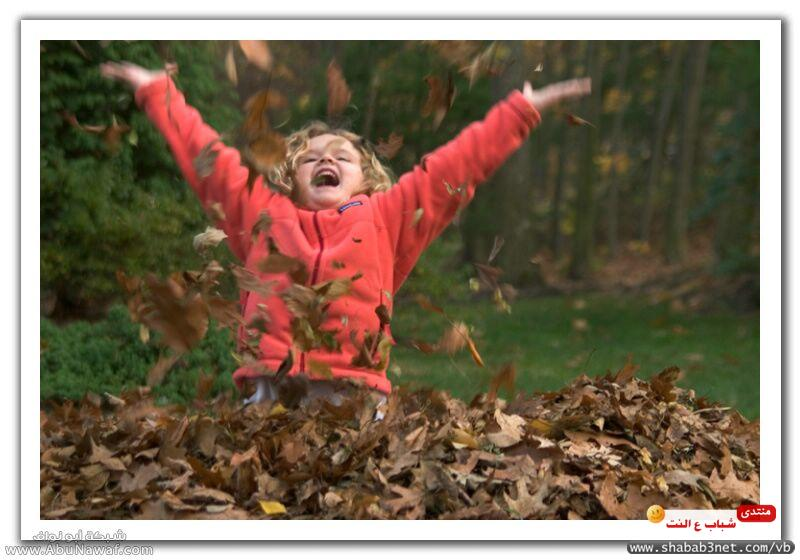 شبكة أبو نواف
www.AbuNawaf.com
منتدى
شباب ع النت
www.shabab3net.com/vb